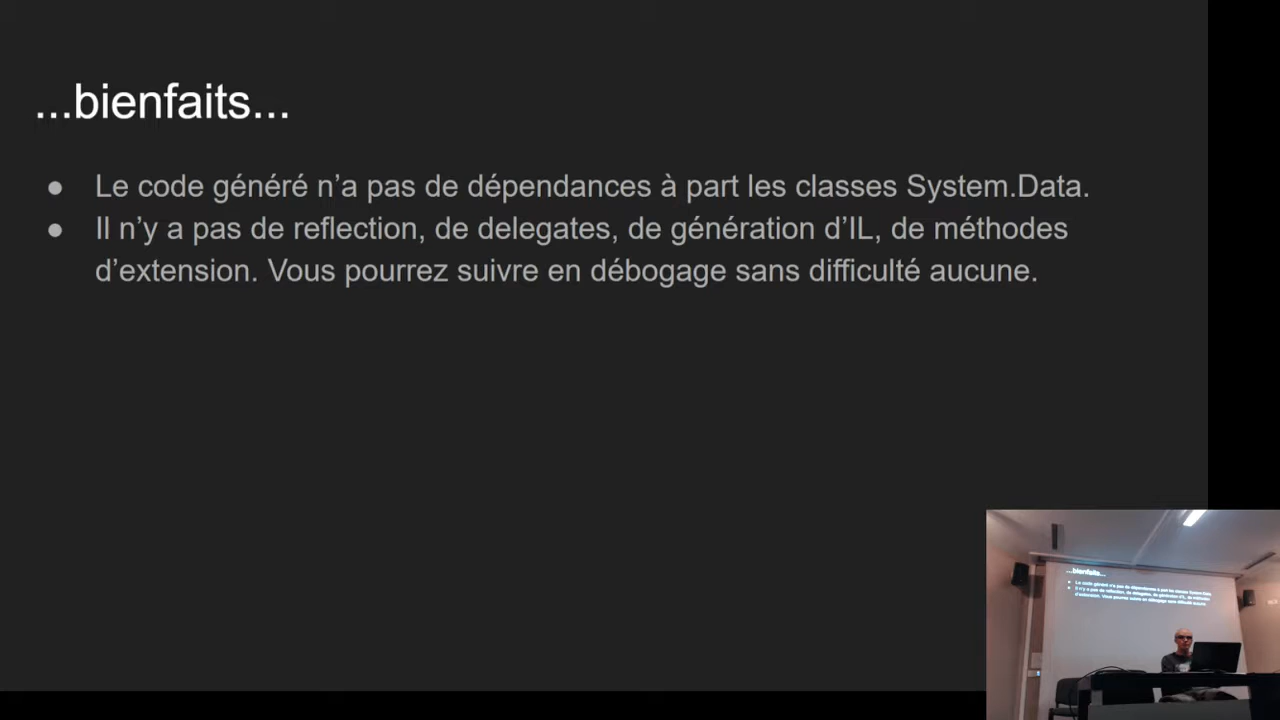 ...bienfaits...
● Le code généré n’a pas de dépendances à part les classes System.Data.
● Il n’y a pas de reflection, de delegates, de génération d’IL, de méthodes
d’extension. Vous pourrez suivre en débogage sans difficulté aucune.
...bienfaits...